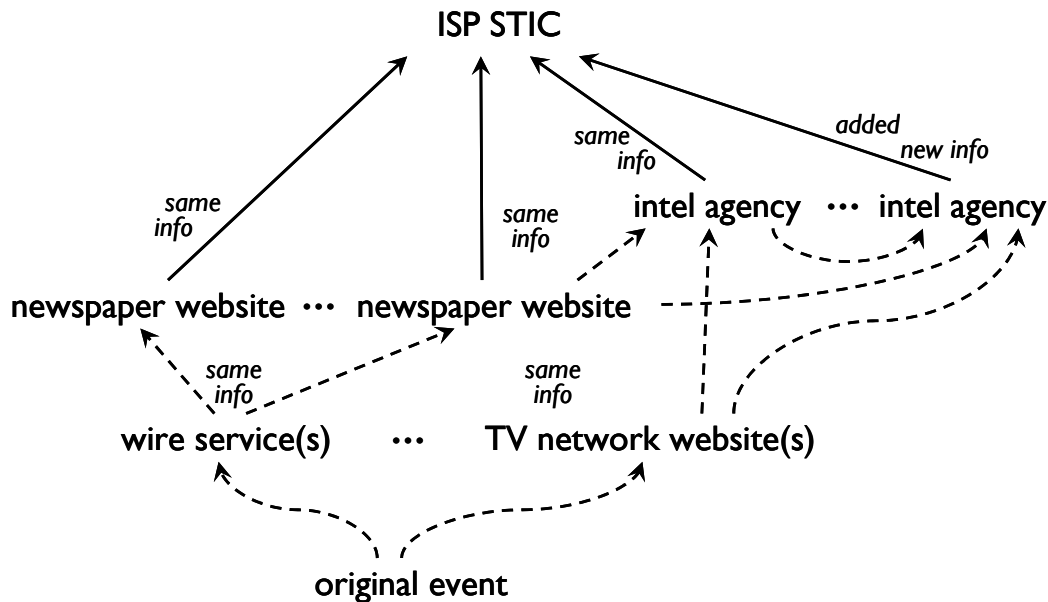 ISP STIC
added
new info
same
info
intel agency ••• intel agency
same
info
same
info
newspaper website ••• newspaper website
same
info
same
info
wire service(s) ••• TV network website(s)
original event